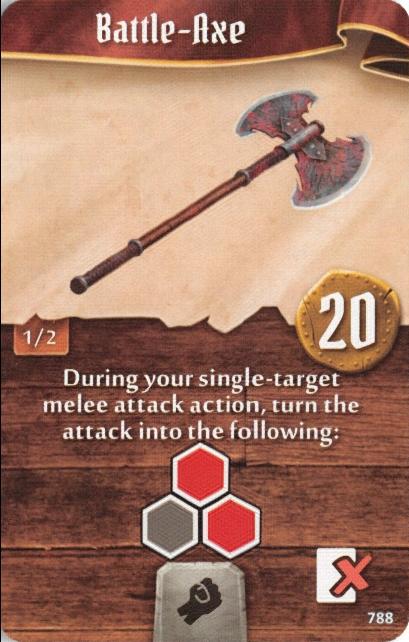 Battle-Axe
20
1/2
During your single-target
melee attack action, turn the
attack into the following:
788